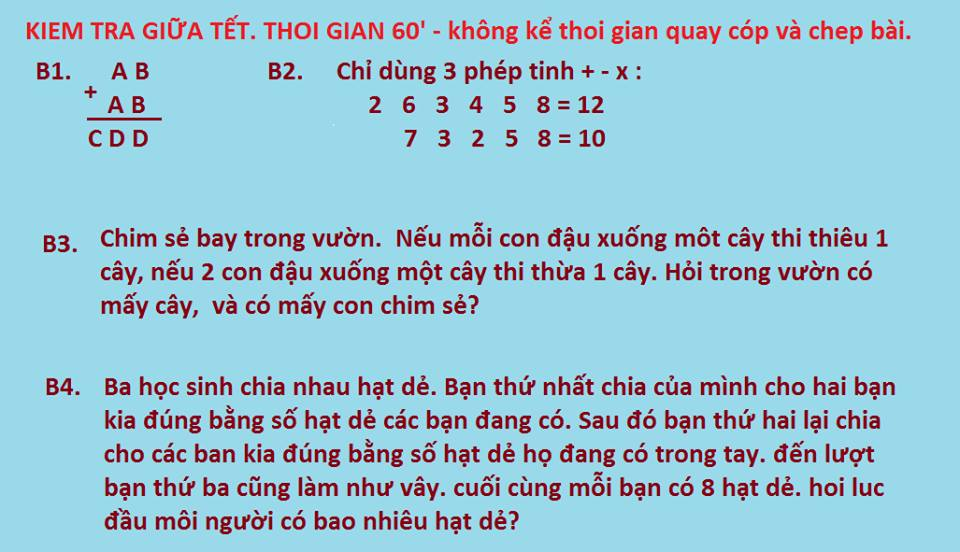 KIEM TRA GIỮA TẾT. THOI GIAN 60' - không kể thoi gian quay cóp và chep bài.
B1. A B
+
A B
C D D
B2. Chỉ dùng 3 phép tinh + - x :
2 6 3 4 5 8 = 12
7 3 2 5 8 = 10
B3. Chim sẻ bay trong vườn. Nếu mỗi con đậu xuống môt cây thi thiêu 1
cây, nếu 2 con đậu xuống một cây thi thừa 1 cây. Hỏi trong vườn có
mấy cây, và có mấy con chim sẻ?
B4. Ba học sinh chia nhau hạt dẻ. Bạn thứ nhất chia của mình cho hai bạn
kia đúng bằng số hạt dẻ các bạn đang có. Sau đó bạn thứ hai lại chia
cho các ban kia đúng bằng số hạt dẻ họ đang có trong tay. đến lượt
bạn thứ ba cũng làm như vây. cuối cùng mỗi bạn có 8 hạt dẻ. hoi luc
đầu môi người có bao nhiêu hạt dẻ?